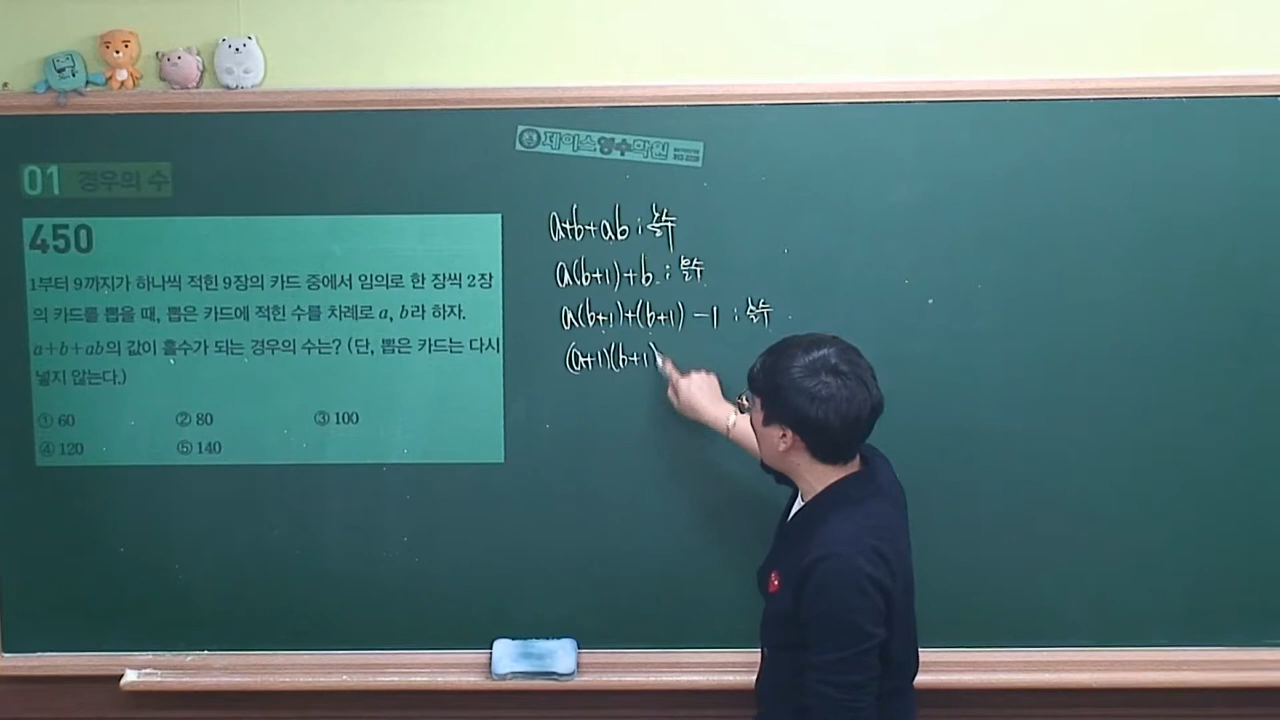 제이스영수학원
01 경우의 수
450
1부터 9까지가 하나씩 적힌 9장의 카드 중에서 임의로 한 장씩 2장
의 카드를 뽑을 때, 뽑은 카드에 적힌 수를 차례로 a, b라 하자.
a+b+ab의 값이 홀수가 되는 경우의 수는? (단, 뽑은 카드는 다시
넣지 않는다.)
① 60 ② 80 ③ 100
④ 120 ⑤ 140
a+b+ab : 홀수
a(b+1)+b : 홀수
a(b+1)+(b+1) -1 : 홀수
(a+1)(b+1)